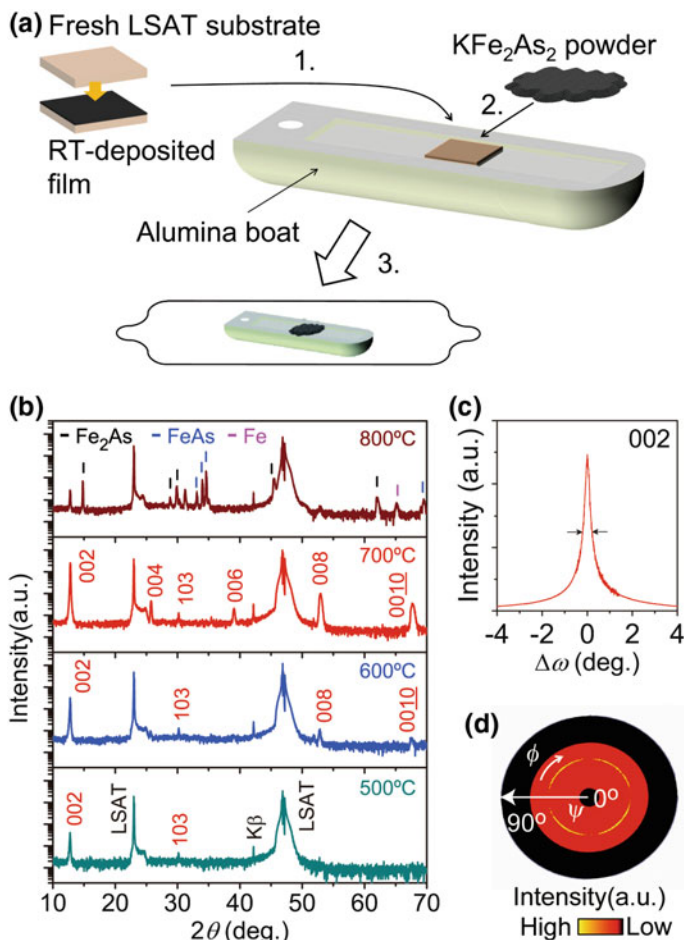 (a) Fresh LSAT substrate
KFe₂As₂ powder
1.
2.
RT-deposited
film
Alumina boat
3.
(b)
Fe₂As FeAs Fe 800ºC
002 004 103 006 008 0010 700ºC
002 103 008 0010 600ºC
002 LSAT 103 Kβ LSAT 500ºC
Intensity(a.u.)
10 20 30 40 50 60 70
2θ (deg.)
(c)
002
Intensity (a.u.)
-4 -2 0 2 4
Δω (deg.)
(d)
ϕ
ψ 0º
90º
Intensity(a.u.)
High Low